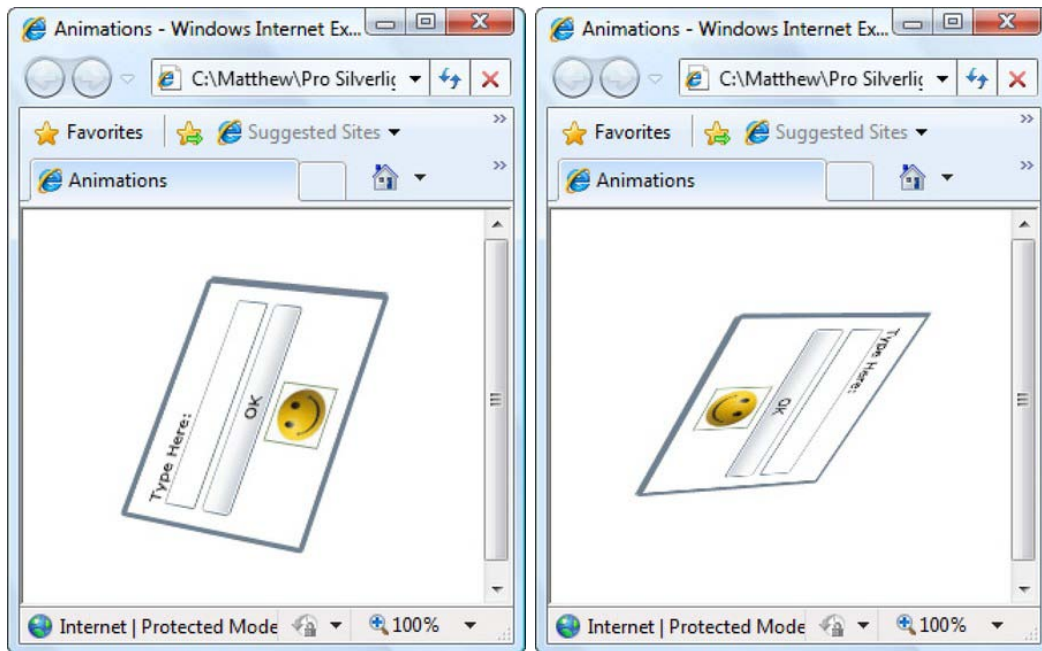 Animations - Windows Internet Ex...
C:\Matthew\Pro Silverlig
Favorites
Suggested Sites
Animations
Type Here:
OK
Internet | Protected Mode
100%
Animations - Windows Internet Ex...
C:\Matthew\Pro Silverlig
Favorites
Suggested Sites
Animations
Type Here:
OK
Internet | Protected Mode
100%